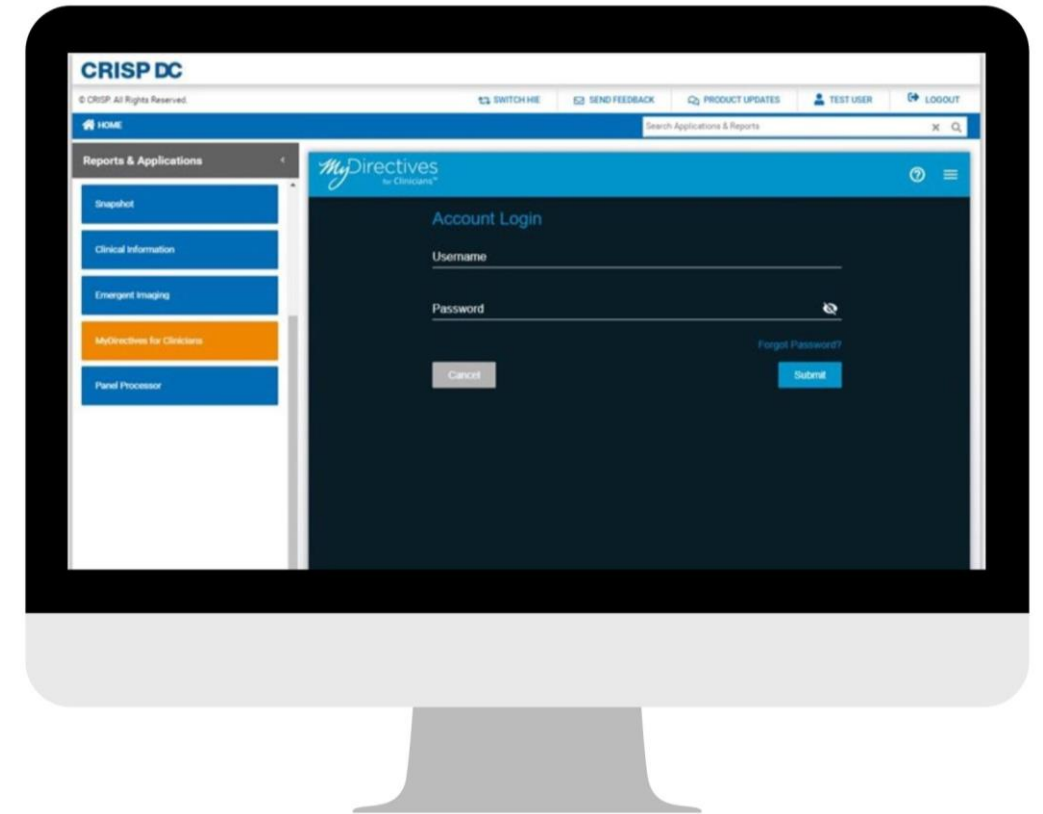 CRISP DC
© CRISP. All Rights Reserved.
SWITCH HIE
SEND FEEDBACK
PRODUCT UPDATES
TEST USER
LOGOUT
HOME
Search Applications & Reports
Reports & Applications
Snapshot
Clinical Information
Emergent Imaging
MyDirectives for Clinicians
Panel Processor
MyDirectives
for Clinicians™
Account Login
Username
Password
Forgot Password?
Cancel
Submit